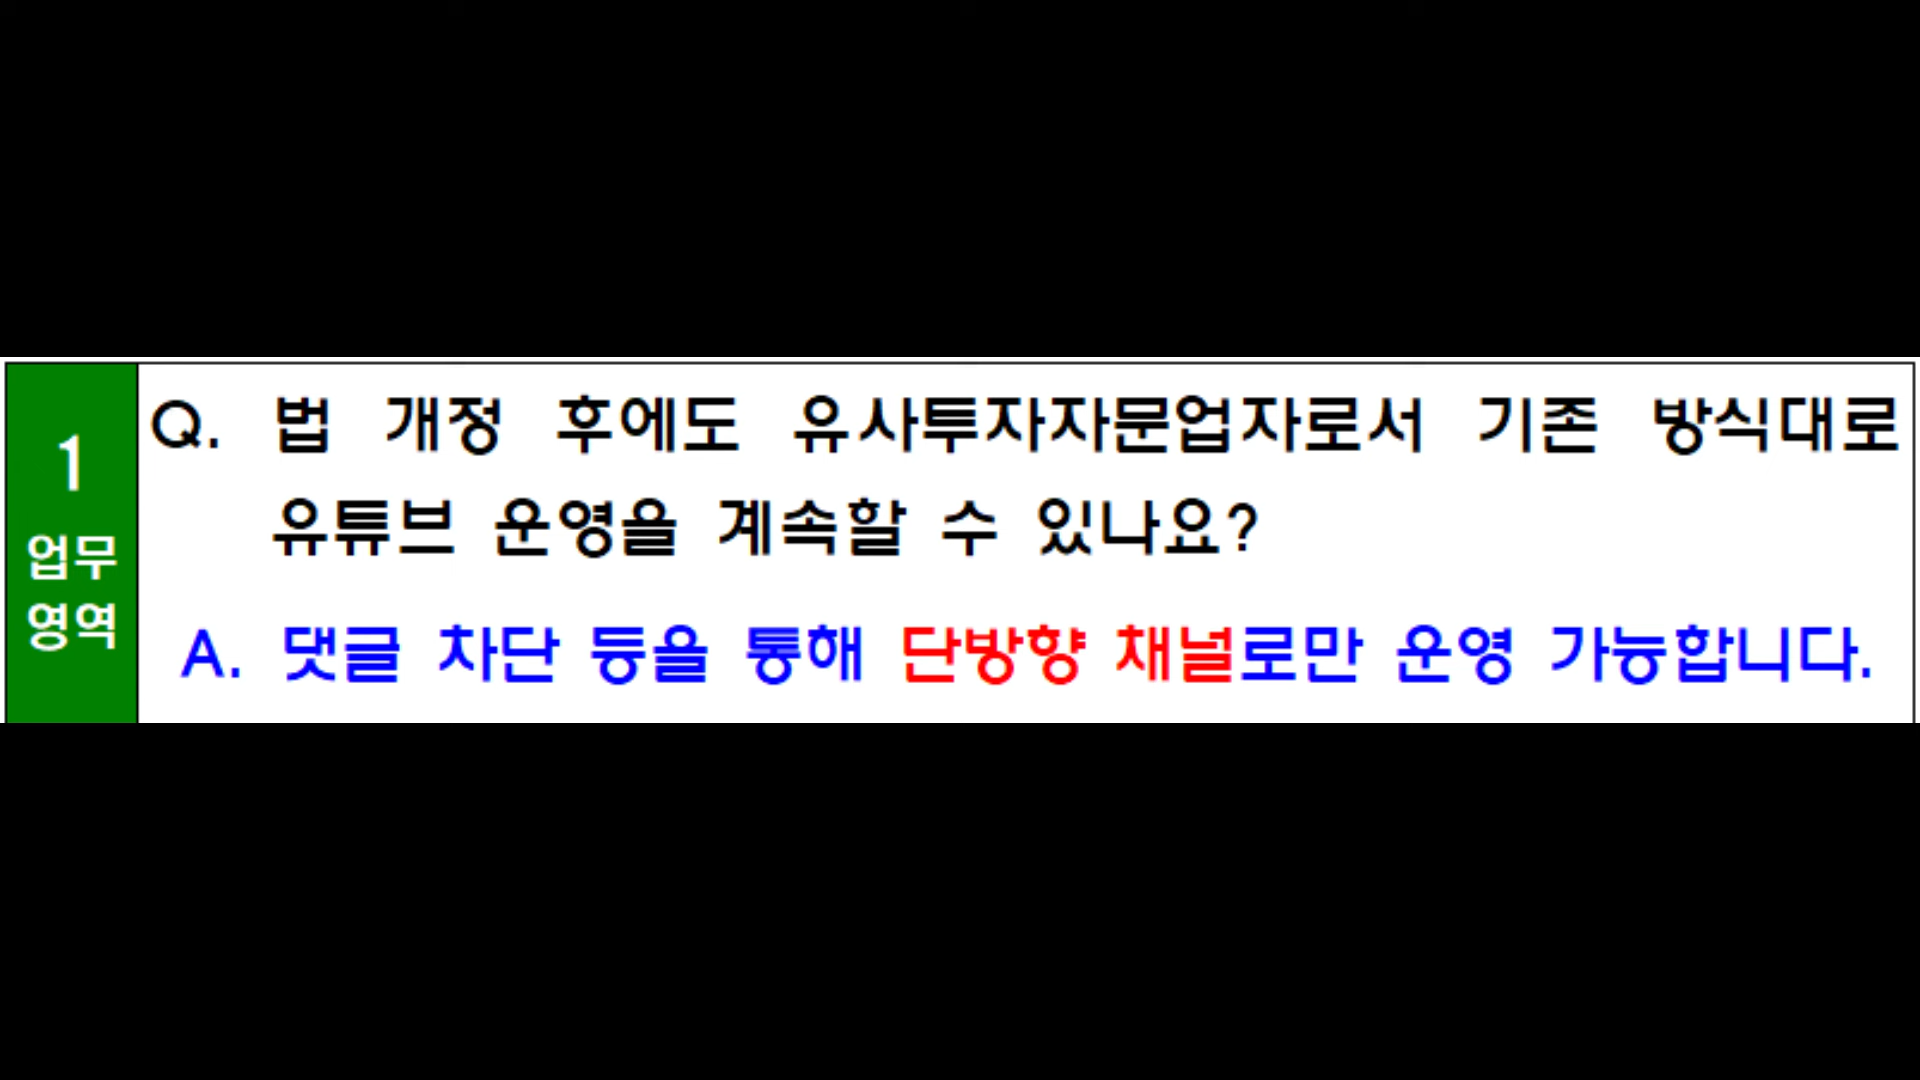 1
업무
영역
Q. 법 개정 후에도 유사투자자문업자로서 기존 방식대로
유튜브 운영을 계속할 수 있나요?
A. 댓글 차단 등을 통해 단방향 채널로만 운영 가능합니다.